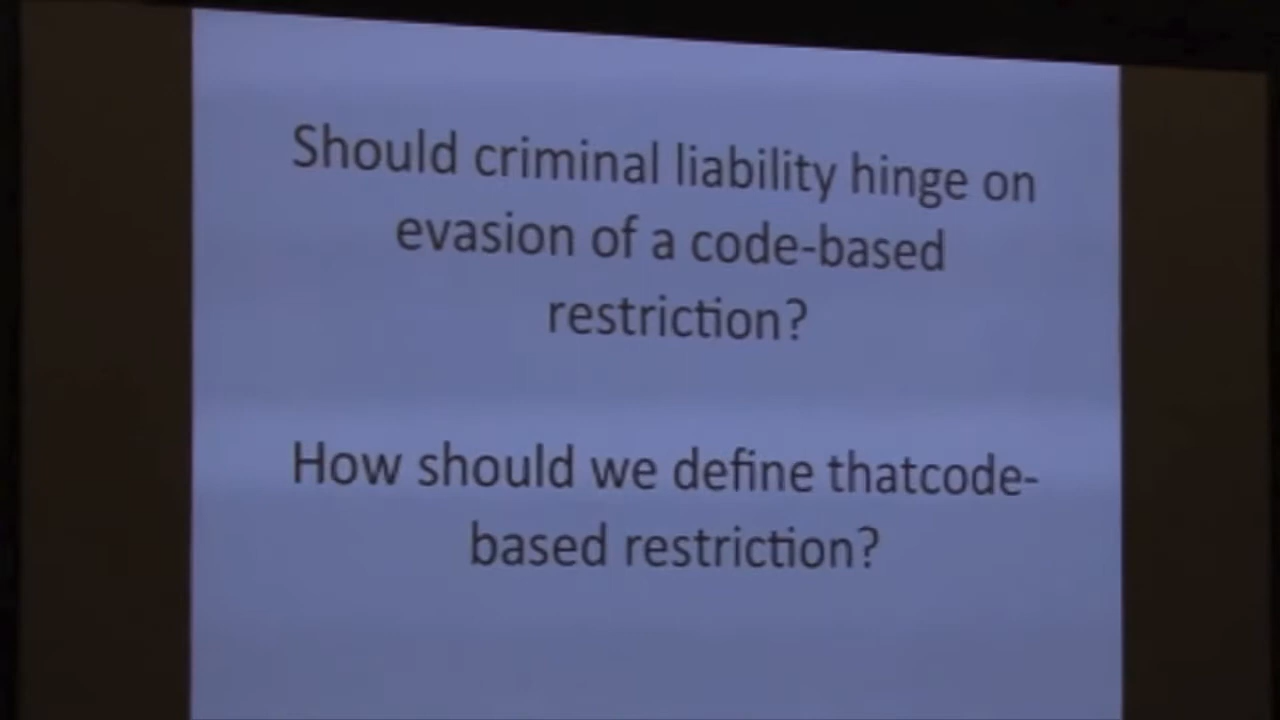 Should criminal liability hinge on
evasion of a code-based
restriction?
How should we define thatcode-
based restriction?